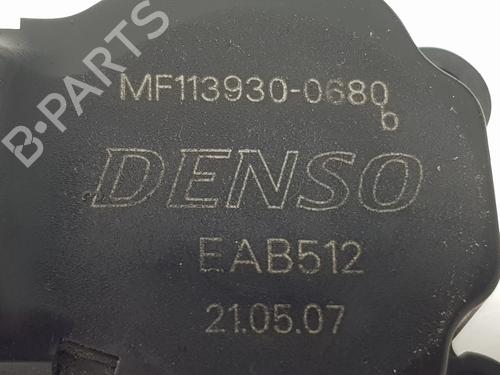 B-PARTS
MF113930-0680
b
DENSO
EAB512
21.05.07